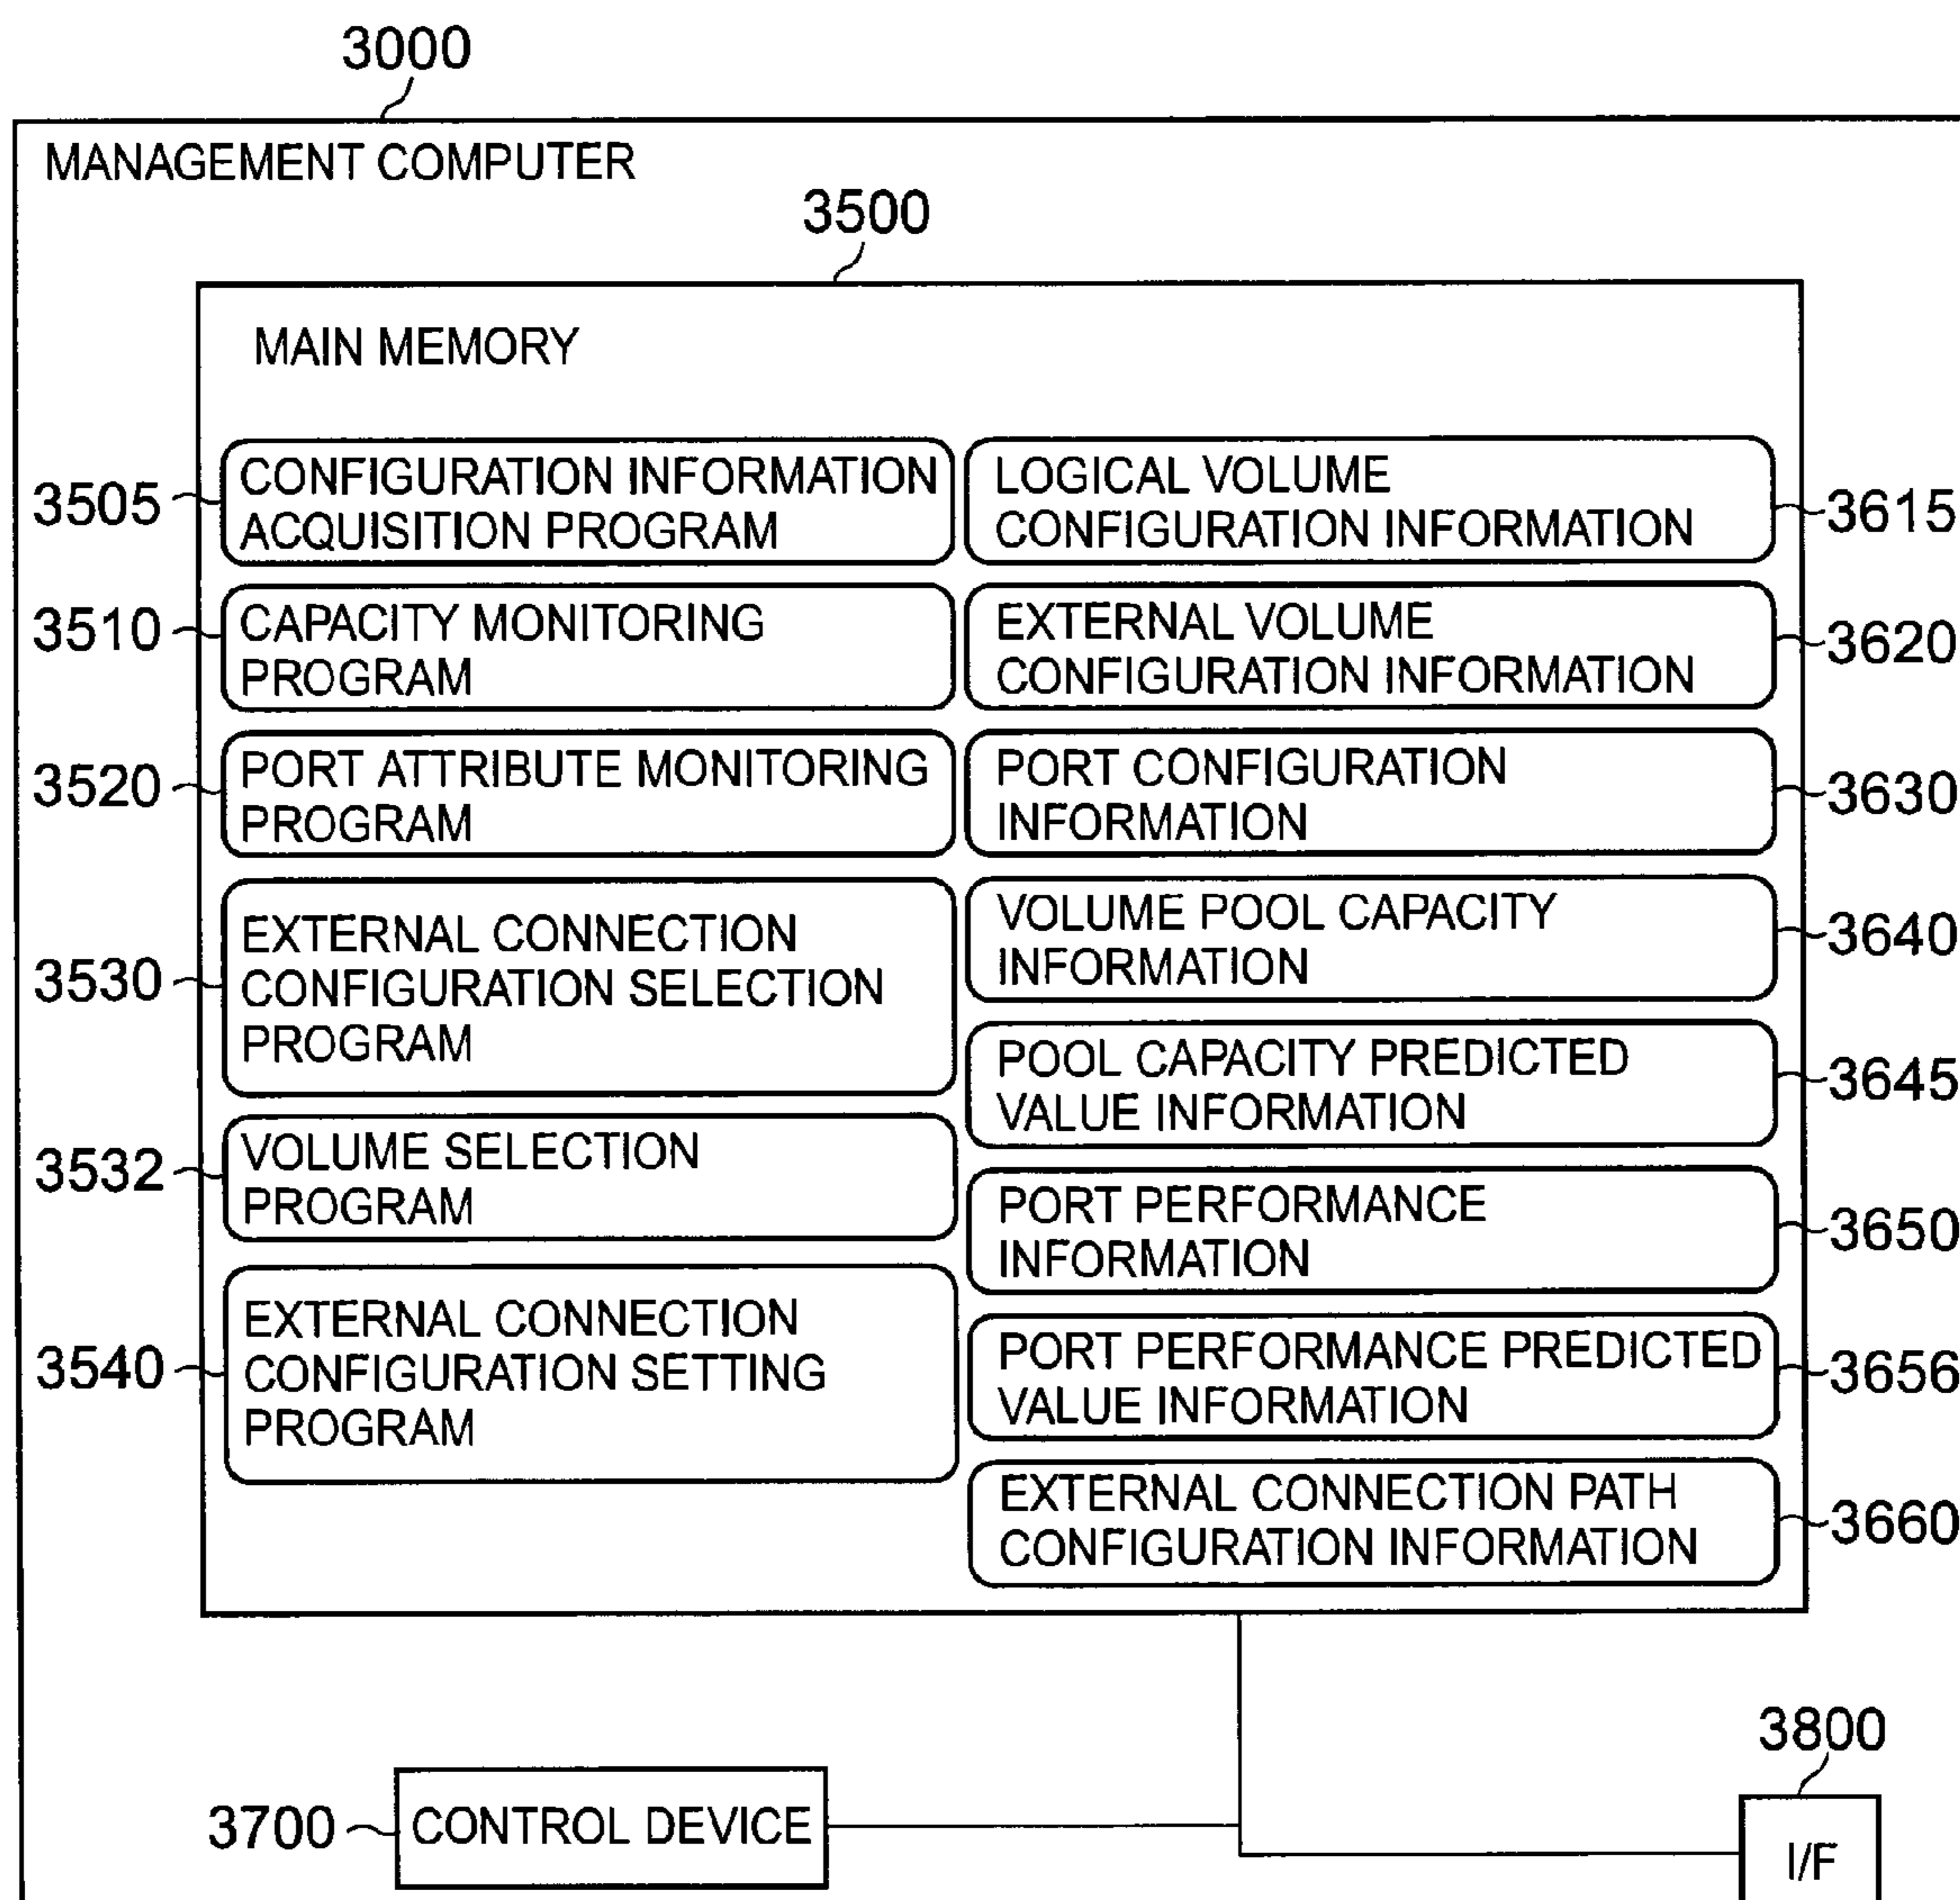 3000
MANAGEMENT COMPUTER
3500
MAIN MEMORY
3505
CONFIGURATION INFORMATION
ACQUISITION PROGRAM
3510
CAPACITY MONITORING
PROGRAM
3520
PORT ATTRIBUTE MONITORING
PROGRAM
3530
EXTERNAL CONNECTION
CONFIGURATION SELECTION
PROGRAM
3532
VOLUME SELECTION
PROGRAM
3540
EXTERNAL CONNECTION
CONFIGURATION SETTING
PROGRAM
LOGICAL VOLUME
CONFIGURATION INFORMATION
3615
EXTERNAL VOLUME
CONFIGURATION INFORMATION
3620
PORT CONFIGURATION
INFORMATION
3630
VOLUME POOL CAPACITY
INFORMATION
3640
POOL CAPACITY PREDICTED
VALUE INFORMATION
3645
PORT PERFORMANCE
INFORMATION
3650
PORT PERFORMANCE PREDICTED
VALUE INFORMATION
3656
EXTERNAL CONNECTION PATH
CONFIGURATION INFORMATION
3660
3700
CONTROL DEVICE
3800
I/F